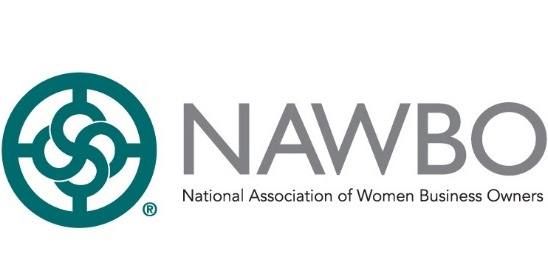 NAWBO
National Association of Women Business Owners
®